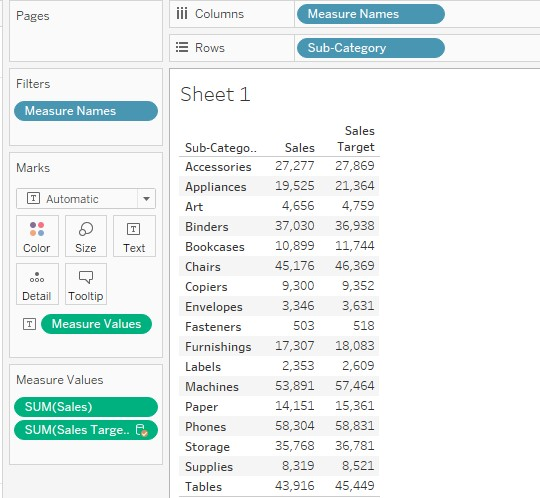 Pages
Columns Measure Names
Rows Sub-Category
Filters
Measure Names
Sheet 1
Sub-Catego.. Sales Sales Target
Accessories 27,277 27,869
Appliances 19,525 21,364
Art 4,656 4,759
Binders 37,030 36,938
Bookcases 10,899 11,744
Chairs 45,176 46,369
Copiers 9,300 9,352
Envelopes 3,346 3,631
Fasteners 503 518
Furnishings 17,307 18,083
Labels 2,353 2,609
Machines 53,891 57,464
Paper 14,151 15,361
Phones 58,304 58,831
Storage 35,768 36,781
Supplies 8,319 8,521
Tables 43,916 45,449
Marks
T Automatic
Color Size T Text
Detail Tooltip
T Measure Values
Measure Values
SUM(Sales)
SUM(Sales Targe..